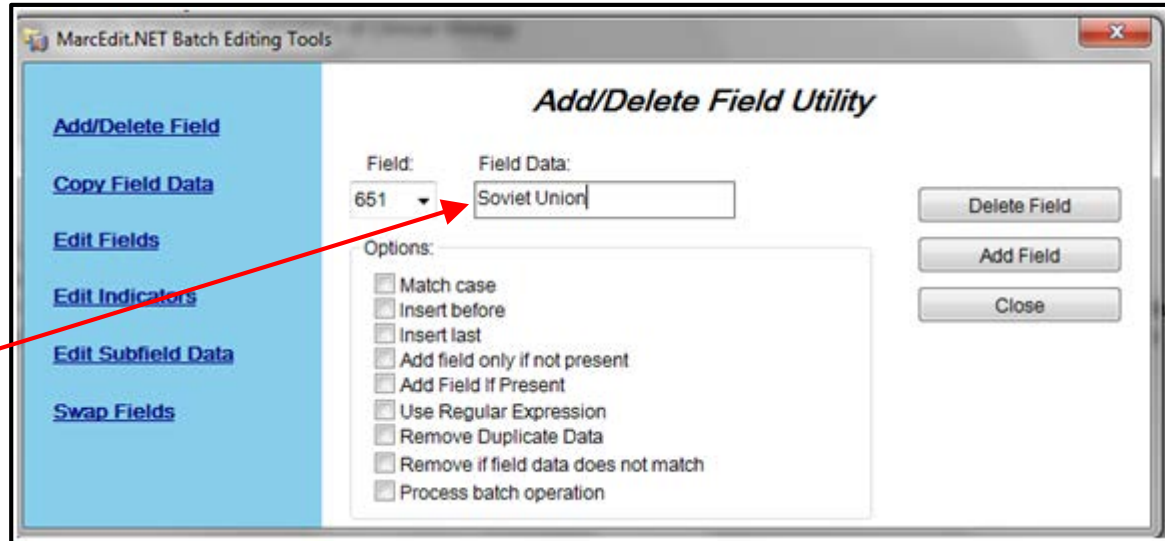 MarcEdit.NET Batch Editing Tools
Add/Delete Field
Copy Field Data
Edit Fields
Edit Indicators
Edit Subfield Data
Swap Fields
Add/Delete Field Utility
Field: Field Data:
651 Soviet Union
Options:
Match case
Insert before
Insert last
Add field only if not present
Add Field If Present
Use Regular Expression
Remove Duplicate Data
Remove if field data does not match
Process batch operation
Delete Field
Add Field
Close